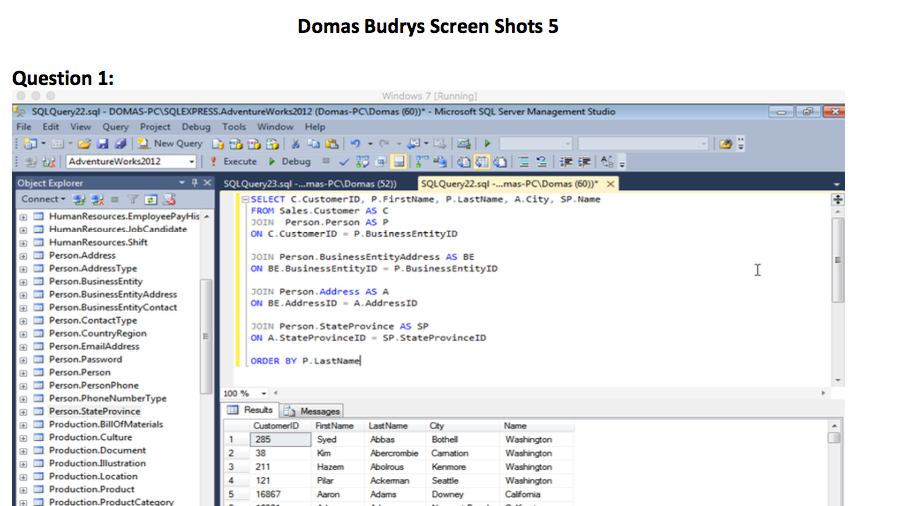 Domas Budrys Screen Shots 5
Question 1:
Windows 7 [Running]
SQLQuery22.sql - DOMAS-PC\SQLEXPRESS.AdventureWorks2012 (Domas-PC\Domas (60))* - Microsoft SQL Server Management Studio
File Edit View Query Project Debug Tools Window Help
New Query
AdventureWorks2012 Execute Debug
Object Explorer
SQLQuery23.sql -...mas-PC\Domas (52)) SQLQuery22.sql -...mas-PC\Domas (60))*
Connect
HumanResources.EmployeePayHis
HumanResources.JobCandidate
HumanResources.Shift
Person.Address
Person.AddressType
Person.BusinessEntity
Person.BusinessEntityAddress
Person.BusinessEntityContact
Person.ContactType
Person.CountryRegion
Person.EmailAddress
Person.Password
Person.Person
Person.PersonPhone
Person.PhoneNumberType
Person.StateProvince
Production.BillOfMaterials
Production.Culture
Production.Document
Production.Illustration
Production.Location
Production.Product
Production.ProductCategory
SELECT C.CustomerID, P.FirstName, P.LastName, A.City, SP.Name
FROM Sales.Customer AS C
JOIN Person.Person AS P
ON C.CustomerID = P.BusinessEntityID
JOIN Person.BusinessEntityAddress AS BE
ON BE.BusinessEntityID = P.BusinessEntityID
JOIN Person.Address AS A
ON BE.AddressID = A.AddressID
JOIN Person.StateProvince AS SP
ON A.StateProvinceID = SP.StateProvinceID
ORDER BY P.LastName
100 %
Results Messages
CustomerID FirstName LastName City Name
1 285 Syed Abbas Bothell Washington
2 38 Kim Abercrombie Carnation Washington
3 211 Hazem Abolrous Kenmore Washington
4 121 Pilar Ackerman Seattle Washington
5 16867 Aaron Adams Downey California